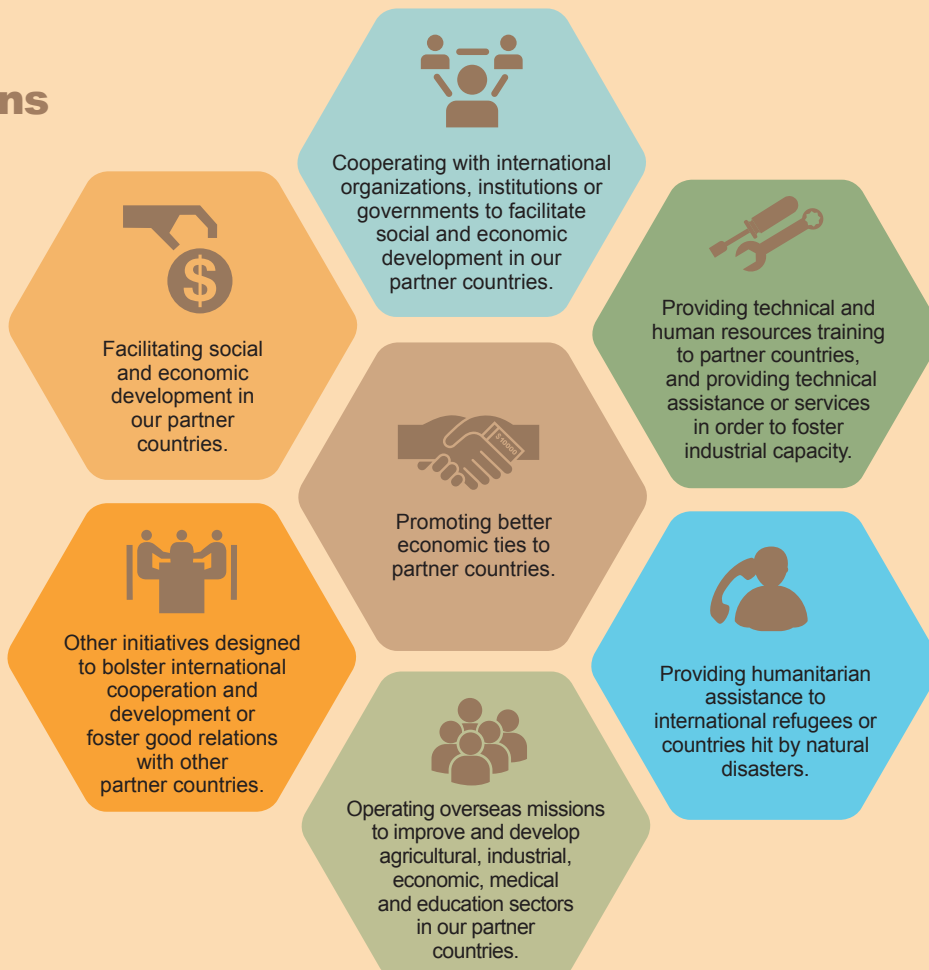 ns
Cooperating with international
organizations, institutions or
governments to facilitate
social and economic
development in our
partner countries.
$
Facilitating social
and economic
development in
our partner
countries.
Providing technical and
human resources training
to partner countries,
and providing technical
assistance or services
in order to foster
industrial capacity.
$10000
Promoting better
economic ties to
partner countries.
Other initiatives designed
to bolster international
cooperation and
development or
foster good relations
with other
partner countries.
Providing humanitarian
assistance to
international refugees or
countries hit by natural
disasters.
Operating overseas missions
to improve and develop
agricultural, industrial,
economic, medical
and education sectors
in our partner
countries.